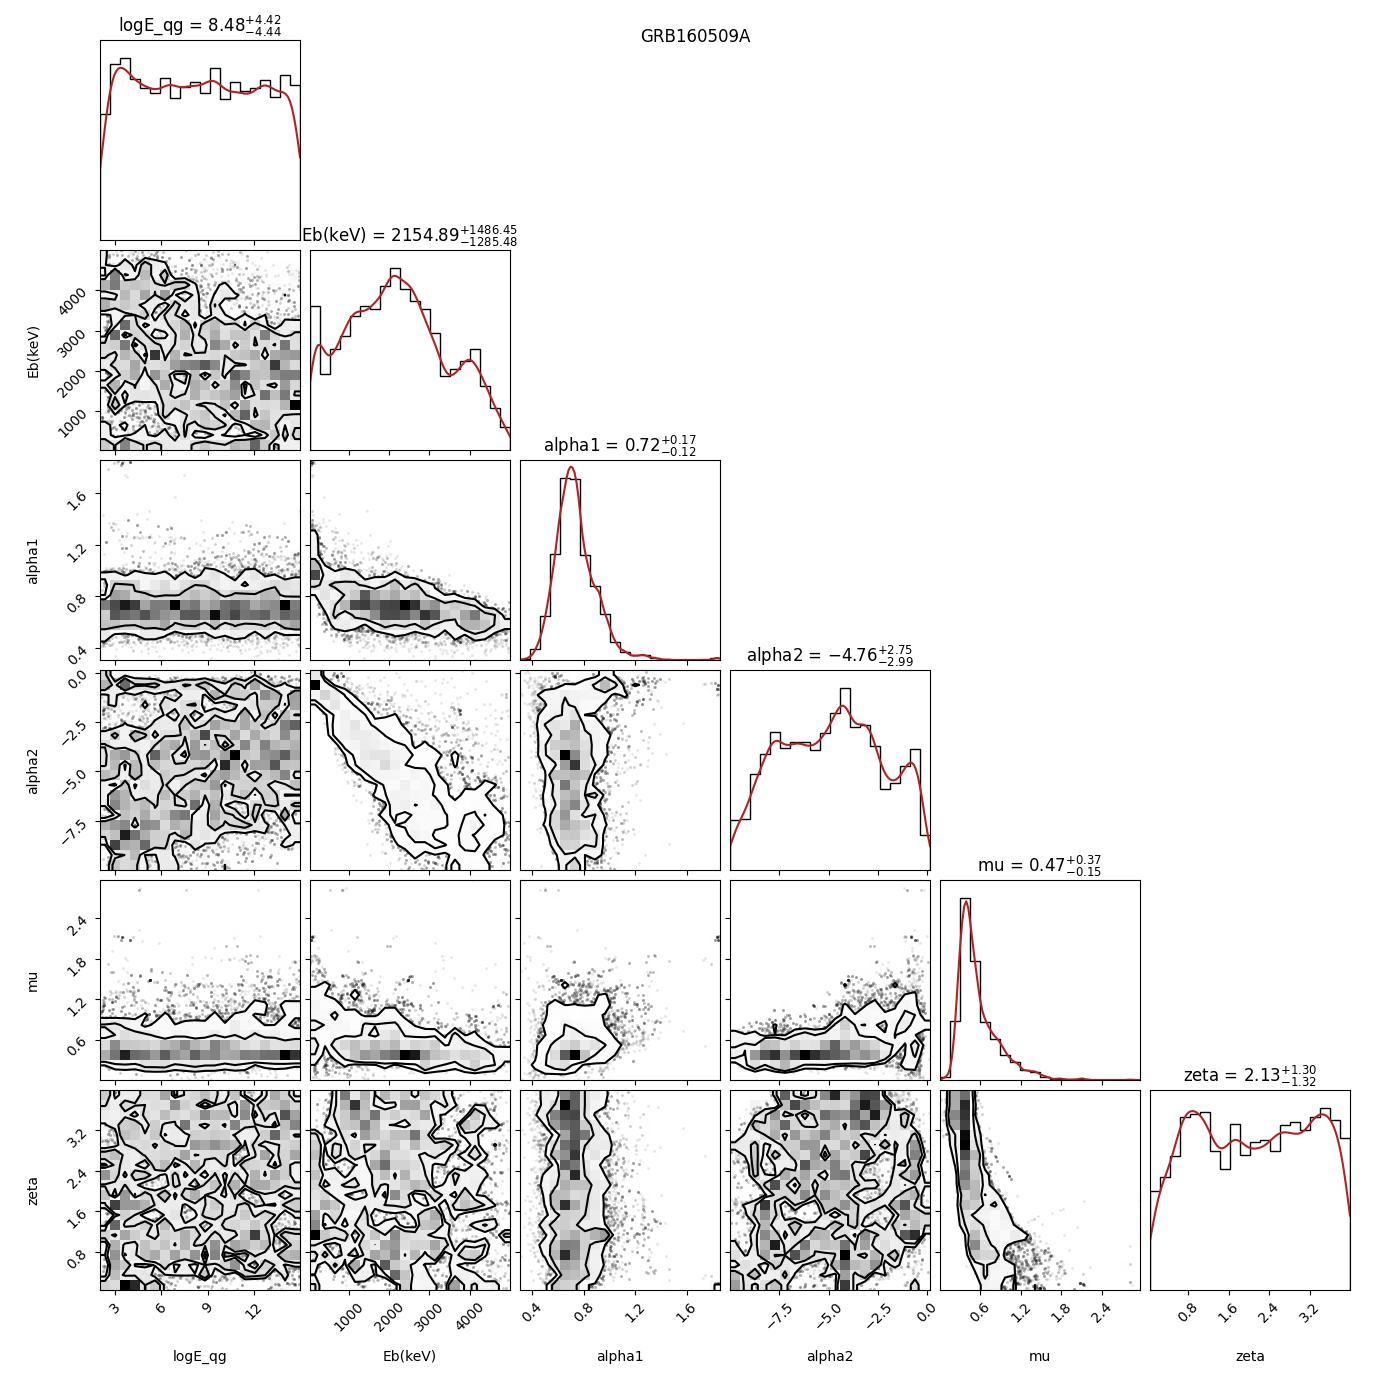 GRB160509A
logE_qg = 8.48+4.42−4.44
Eb(keV) = 2154.89+1486.45−1285.48
Eb(keV)
4000
3000
2000
1000
alpha1 = 0.72+0.17−0.12
alpha1
1.6
1.2
0.8
0.4
alpha2 = −4.76+2.75−2.99
alpha2
0.0
−2.5
−5.0
−7.5
mu = 0.47+0.37−0.15
mu
2.4
1.8
1.2
0.6
zeta = 2.13+1.30−1.32
zeta
3.2
2.4
1.6
0.8
3 6 9 12 1000 2000 3000 4000 0.4 0.8 1.2 1.6 −7.5 −5.0 −2.5 0.0 0.6 1.2 1.8 2.4 0.8 1.6 2.4 3.2
logE_qg Eb(keV) alpha1 alpha2 mu zeta